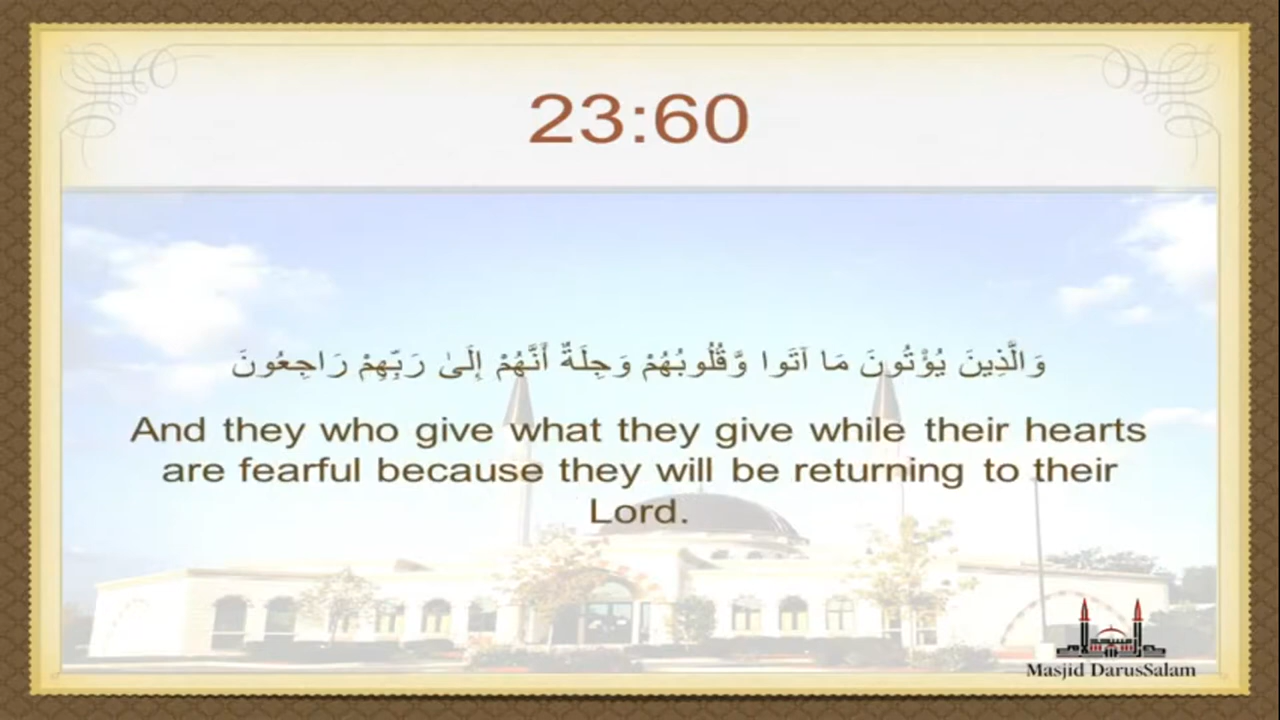 23:60
وَالَّذِينَ يُؤْتُونَ مَا آتَوا وَّقُلُوبُهُمْ وَجِلَةٌ أَنَّهُمْ إِلَىٰ رَبِّهِمْ رَاجِعُونَ
And they who give what they give while their hearts
are fearful because they will be returning to their
Lord.
Masjid DarusSalam